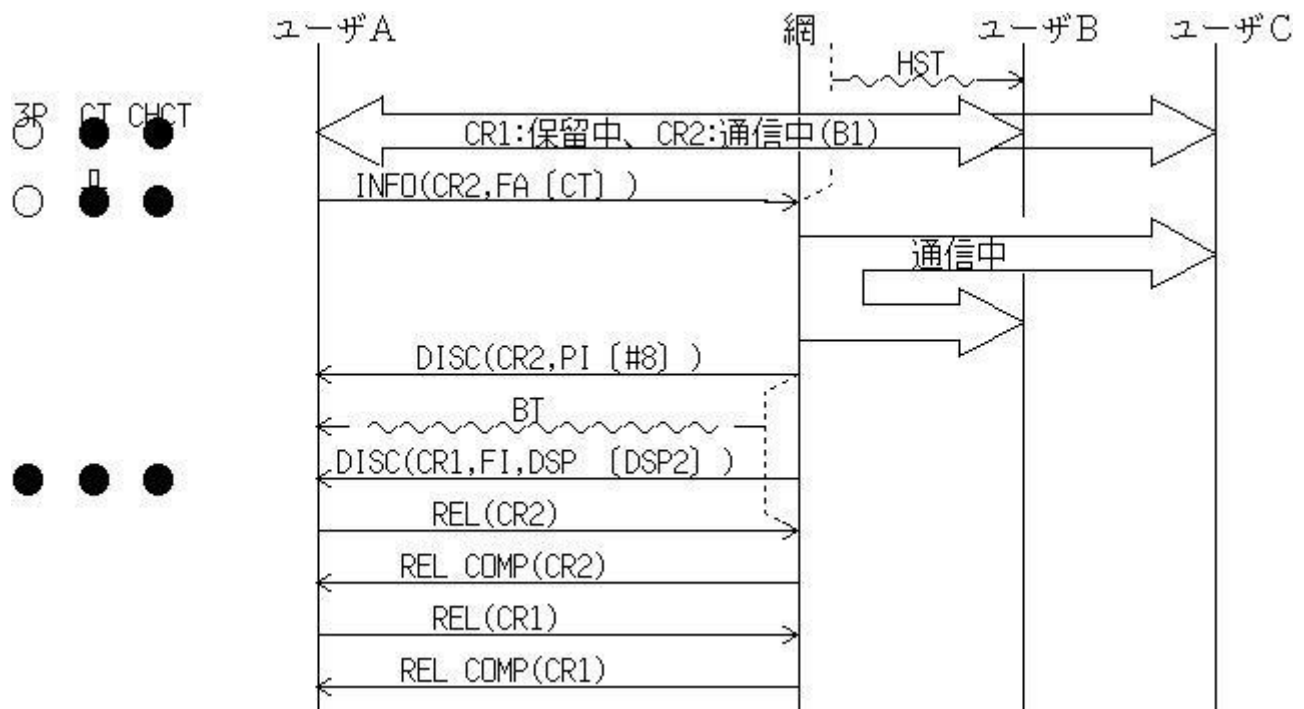 ユーザA 網 ユーザB ユーザC
HST
3P CT CHCT
CR1:保留中、CR2:通信中(B1)
INFO(CR2,FA〔CT〕)
通信中
DISC(CR2,PI〔#8〕)
BT
DISC(CR1,FI,DSP〔DSP2〕)
REL(CR2)
REL COMP(CR2)
REL(CR1)
REL COMP(CR1)